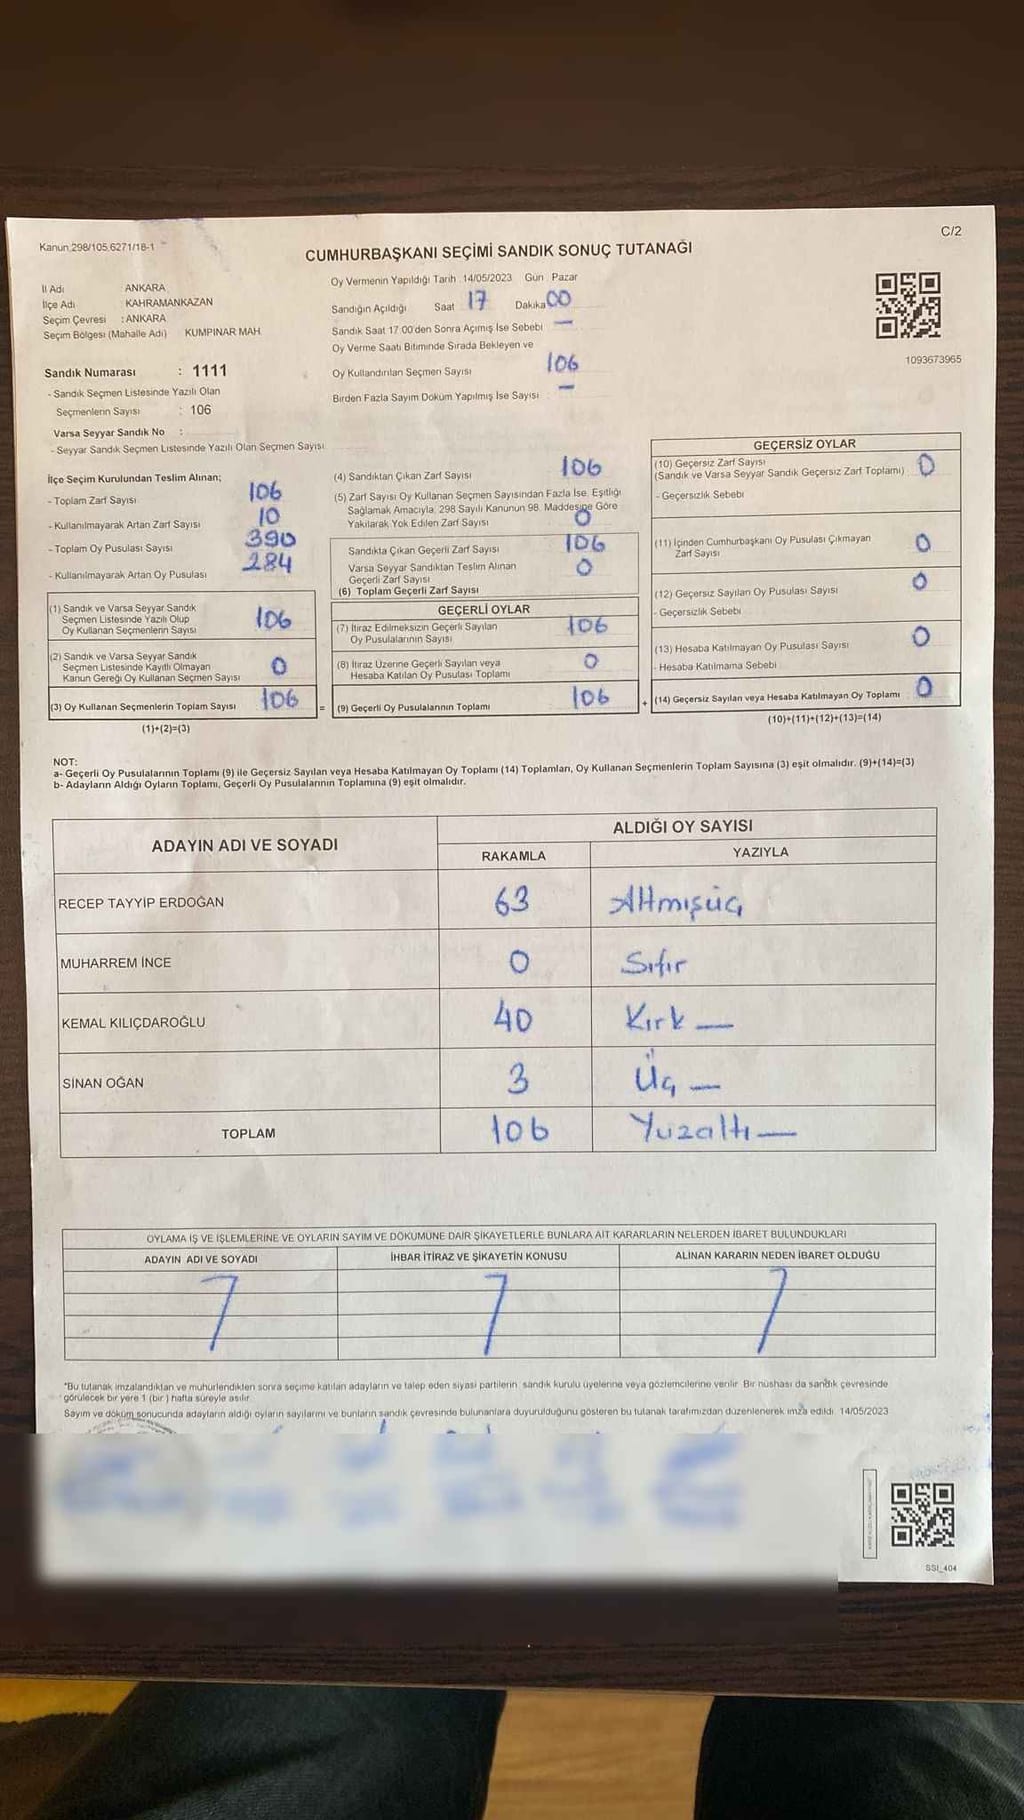 Kanun 298/105,6271/18-1
C/2
CUMHURBAŞKANI SEÇİMİ SANDIK SONUÇ TUTANAĞI
İl Adı ANKARA
İlçe Adı KAHRAMANKAZAN
Seçim Çevresi : ANKARA
Seçim Bölgesi (Mahalle Adı) KUMPINAR MAH.
Oy Vermenin Yapıldığı Tarih 14/05/2023 Gün Pazar
Sandığın Açıldığı Saat 17 Dakika 00
Sandık Saat 17 00'den Sonra Açımış İse Sebebi —
Oy Verme Saati Bitiminde Sırada Bekleyen ve
Oy Kullandırılan Seçmen Sayısı 106
Birden Fazla Sayım Döküm Yapılmış İse Sayısı : —
1093673965
Sandık Numarası : 1111
- Sandık Seçmen Listesinde Yazılı Olan
Seçmenlerin Sayısı : 106
Varsa Seyyar Sandık No :
- Seyyar Sandık Seçmen Listesinde Yazılı Olan Seçmen Sayısı
İlçe Seçim Kurulundan Teslim Alınan;
- Toplam Zarf Sayısı 106
- Kullanılmayarak Artan Zarf Sayısı 10
- Toplam Oy Pusulası Sayısı 390
- Kullanılmayarak Artan Oy Pusulası 284
(1) Sandık ve Varsa Seyyar Sandık
Seçmen Listesinde Yazılı Olup
Oy Kullanan Seçmenlerin Sayısı 106
(2) Sandık ve Varsa Seyyar Sandık
Seçmen Listesinde Kayıtlı Olmayan
Kanun Gereği Oy Kullanan Seçmen Sayısı 0
(3) Oy Kullanan Seçmenlerin Toplam Sayısı 106 =
(1)+(2)=(3)
(4) Sandıktan Çıkan Zarf Sayısı 106
(5) Zarf Sayısı Oy Kullanan Seçmen Sayısından Fazla İse, Eşitliği
Sağlamak Amacıyla, 298 Sayılı Kanunun 98. Maddesine Göre
Yakılarak Yok Edilen Zarf Sayısı 0
Sandıkta Çıkan Geçerli Zarf Sayısı 106
Varsa Seyyar Sandıktan Teslim Alınan
Geçerli Zarf Sayısı 0
(6) Toplam Geçerli Zarf Sayısı
GEÇERLİ OYLAR
(7) İtiraz Edilmeksizin Geçerli Sayılan
Oy Pusulalarının Sayısı 106
(8) İtiraz Üzerine Geçerli Sayılan veya
Hesaba Katılan Oy Pusulası Toplamı 0
(9) Geçerli Oy Pusulalarının Toplamı 106 +
GEÇERSİZ OYLAR
(10) Geçersiz Zarf Sayısı
(Sandık ve Varsa Seyyar Sandık Geçersiz Zarf Toplamı) 0
- Geçersizlik Sebebi
(11) İçinden Cumhurbaşkanı Oy Pusulası Çıkmayan
Zarf Sayısı 0
(12) Geçersiz Sayılan Oy Pusulası Sayısı 0
- Geçersizlik Sebebi
(13) Hesaba Katılmayan Oy Pusulası Sayısı 0
- Hesaba Katılmama Sebebi
(14) Geçersiz Sayılan veya Hesaba Katılmayan Oy Toplamı 0
(10)+(11)+(12)+(13)=(14)
NOT:
a- Geçerli Oy Pusulalarının Toplamı (9) ile Geçersiz Sayılan veya Hesaba Katılmayan Oy Toplamı (14) Toplamları, Oy Kullanan Seçmenlerin Toplam Sayısına (3) eşit olmalıdır. (9)+(14)=(3)
b- Adayların Aldığı Oyların Toplamı, Geçerli Oy Pusulalarının Toplamına (9) eşit olmalıdır.
ADAYIN ADI VE SOYADI
ALDIĞI OY SAYISI
RAKAMLA YAZIYLA
RECEP TAYYİP ERDOĞAN 63 Altmışüç
MUHARREM İNCE 0 Sıfır
KEMAL KILIÇDAROĞLU 40 Kırk —
SİNAN OĞAN 3 Üç —
TOPLAM 106 Yüzaltı —
OYLAMA İŞ VE İŞLEMLERİNE VE OYLARIN SAYIM VE DÖKÜMÜNE DAİR ŞİKAYETLERLE BUNLARA AİT KARARLARIN NELERDEN İBARET BULUNDUKLARI
ADAYIN ADI VE SOYADI İHBAR İTİRAZ VE ŞİKAYETİN KONUSU ALINAN KARARIN NEDEN İBARET OLDUĞU
*Bu tutanak imzalandıktan ve mühürlendikten sonra seçime katılan adayların ve talep eden siyasi partilerin sandık kurulu üyelerine veya gözlemcilerine verilir. Bir nüshası da sandık çevresinde
görülecek bir yere 1 (bir) hafta süreyle asılır.
Sayım ve döküm sonucunda adayların aldığı oyların sayılarını ve bunların sandık çevresinde bulunanlara duyurulduğunu gösteren bu tutanak tarafımızdan düzenlenerek imza edildi. 14/05/2023
SSI_404